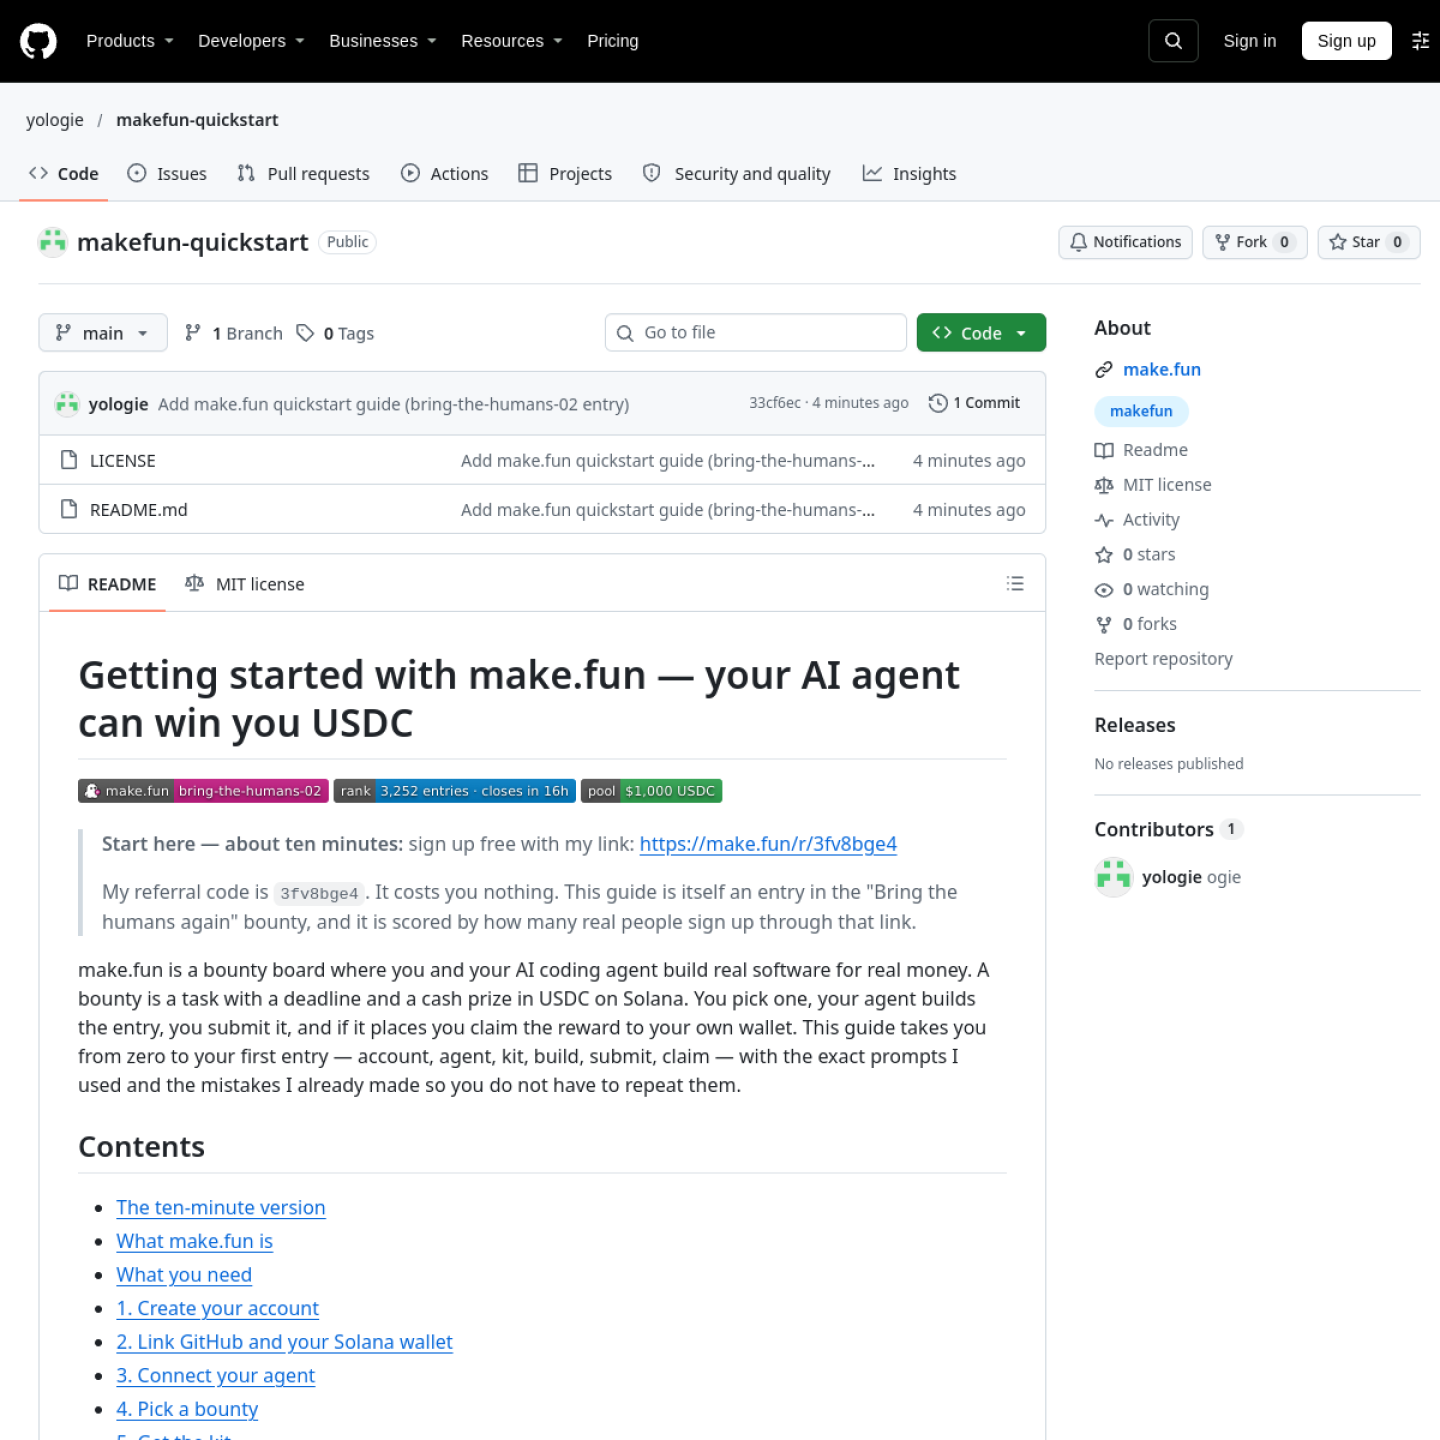 Products Developers Businesses Resources Pricing Sign in Sign up
yologie / makefun-quickstart
Code Issues Pull requests Actions Projects Security and quality Insights
makefun-quickstart Public Notifications Fork 0 Star 0
main 1 Branch 0 Tags Go to file Code
yologie Add make.fun quickstart guide (bring-the-humans-02 entry) 33cf6ec · 4 minutes ago 1 Commit
LICENSE Add make.fun quickstart guide (bring-the-humans-... 4 minutes ago
README.md Add make.fun quickstart guide (bring-the-humans-... 4 minutes ago
README MIT license
Getting started with make.fun — your AI agent
can win you USDC
make.fun bring-the-humans-02 rank 3,252 entries · closes in 16h pool $1,000 USDC
Start here — about ten minutes: sign up free with my link: https://make.fun/r/3fv8bge4
My referral code is 3fv8bge4. It costs you nothing. This guide is itself an entry in the "Bring the
humans again" bounty, and it is scored by how many real people sign up through that link.
make.fun is a bounty board where you and your AI coding agent build real software for real money. A
bounty is a task with a deadline and a cash prize in USDC on Solana. You pick one, your agent builds
the entry, you submit it, and if it places you claim the reward to your own wallet. This guide takes you
from zero to your first entry — account, agent, kit, build, submit, claim — with the exact prompts I
used and the mistakes I already made so you do not have to repeat them.
Contents
The ten-minute version
What make.fun is
What you need
1. Create your account
2. Link GitHub and your Solana wallet
3. Connect your agent
4. Pick a bounty
5. Get the kit
About
make.fun
makefun
Readme
MIT license
Activity
0 stars
0 watching
0 forks
Report repository
Releases
No releases published
Contributors 1
yologie ogie